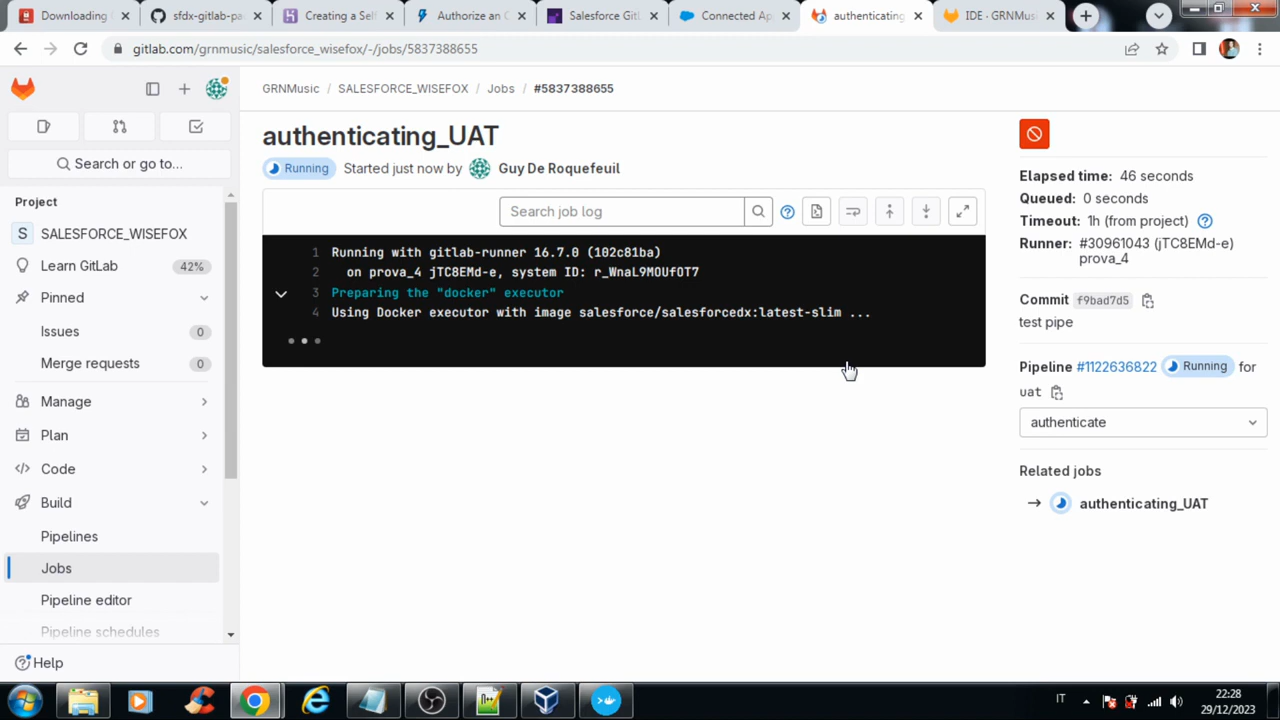 Downloading
sfdx-gitlab-pa
Creating a Self
Authorize an C
Salesforce GitL
Connected Ap
authenticating
IDE · GRNMus
gitlab.com/grnmusic/salesforce_wisefox/-/jobs/5837388655
GRNMusic / SALESFORCE_WISEFOX / Jobs / #5837388655
Search or go to...
Project
S SALESFORCE_WISEFOX
Learn GitLab 42%
Pinned
Issues 0
Merge requests 0
Manage
Plan
Code
Build
Pipelines
Jobs
Pipeline editor
Pipeline schedules
Help
authenticating_UAT
Running Started just now by Guy De Roquefeuil
Search job log
1 Running with gitlab-runner 16.7.0 (102c81ba)
2 on prova_4 jTC8EMd-e, system ID: r_WnaL9MOUfOT7
3 Preparing the "docker" executor
4 Using Docker executor with image salesforce/salesforcedx:latest-slim ...
Elapsed time: 46 seconds
Queued: 0 seconds
Timeout: 1h (from project)
Runner: #30961043 (jTC8EMd-e)
prova_4
Commit f9bad7d5
test pipe
Pipeline #1122636822 Running for
uat
authenticate
Related jobs
→ authenticating_UAT
IT
22:28
29/12/2023